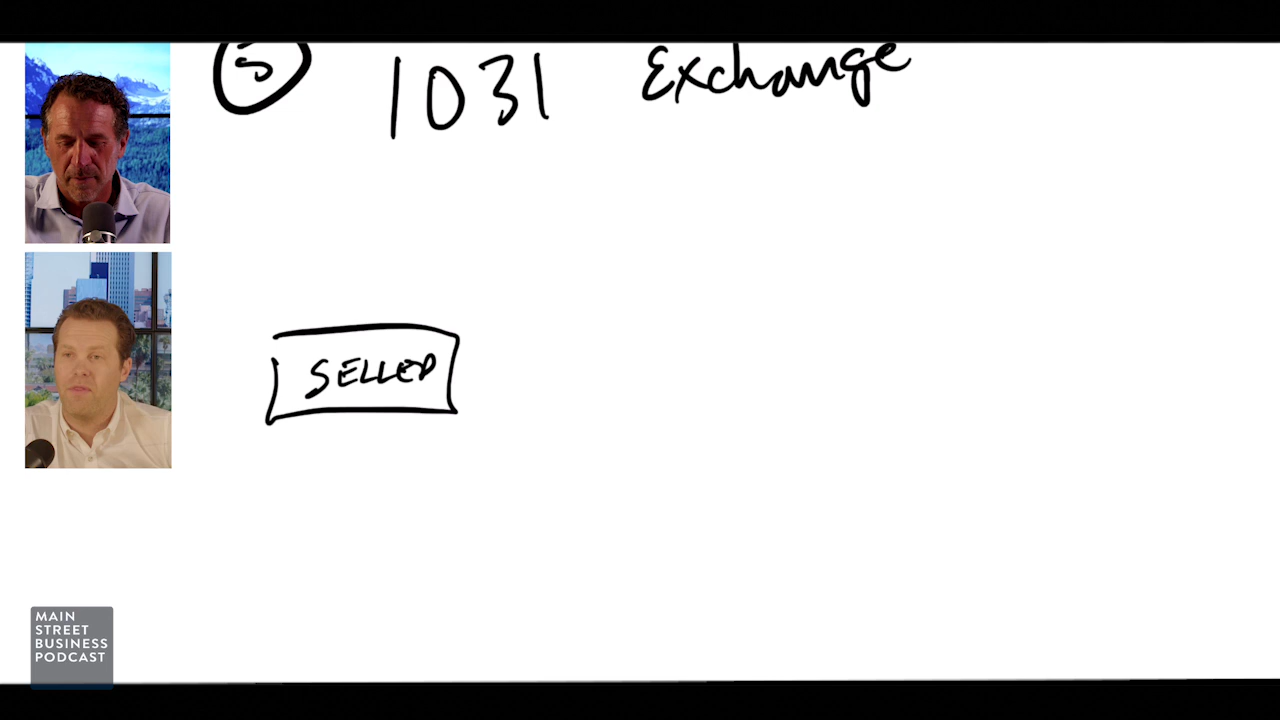 5 1031 Exchange
SELLER
MAIN
STREET
BUSINESS
PODCAST